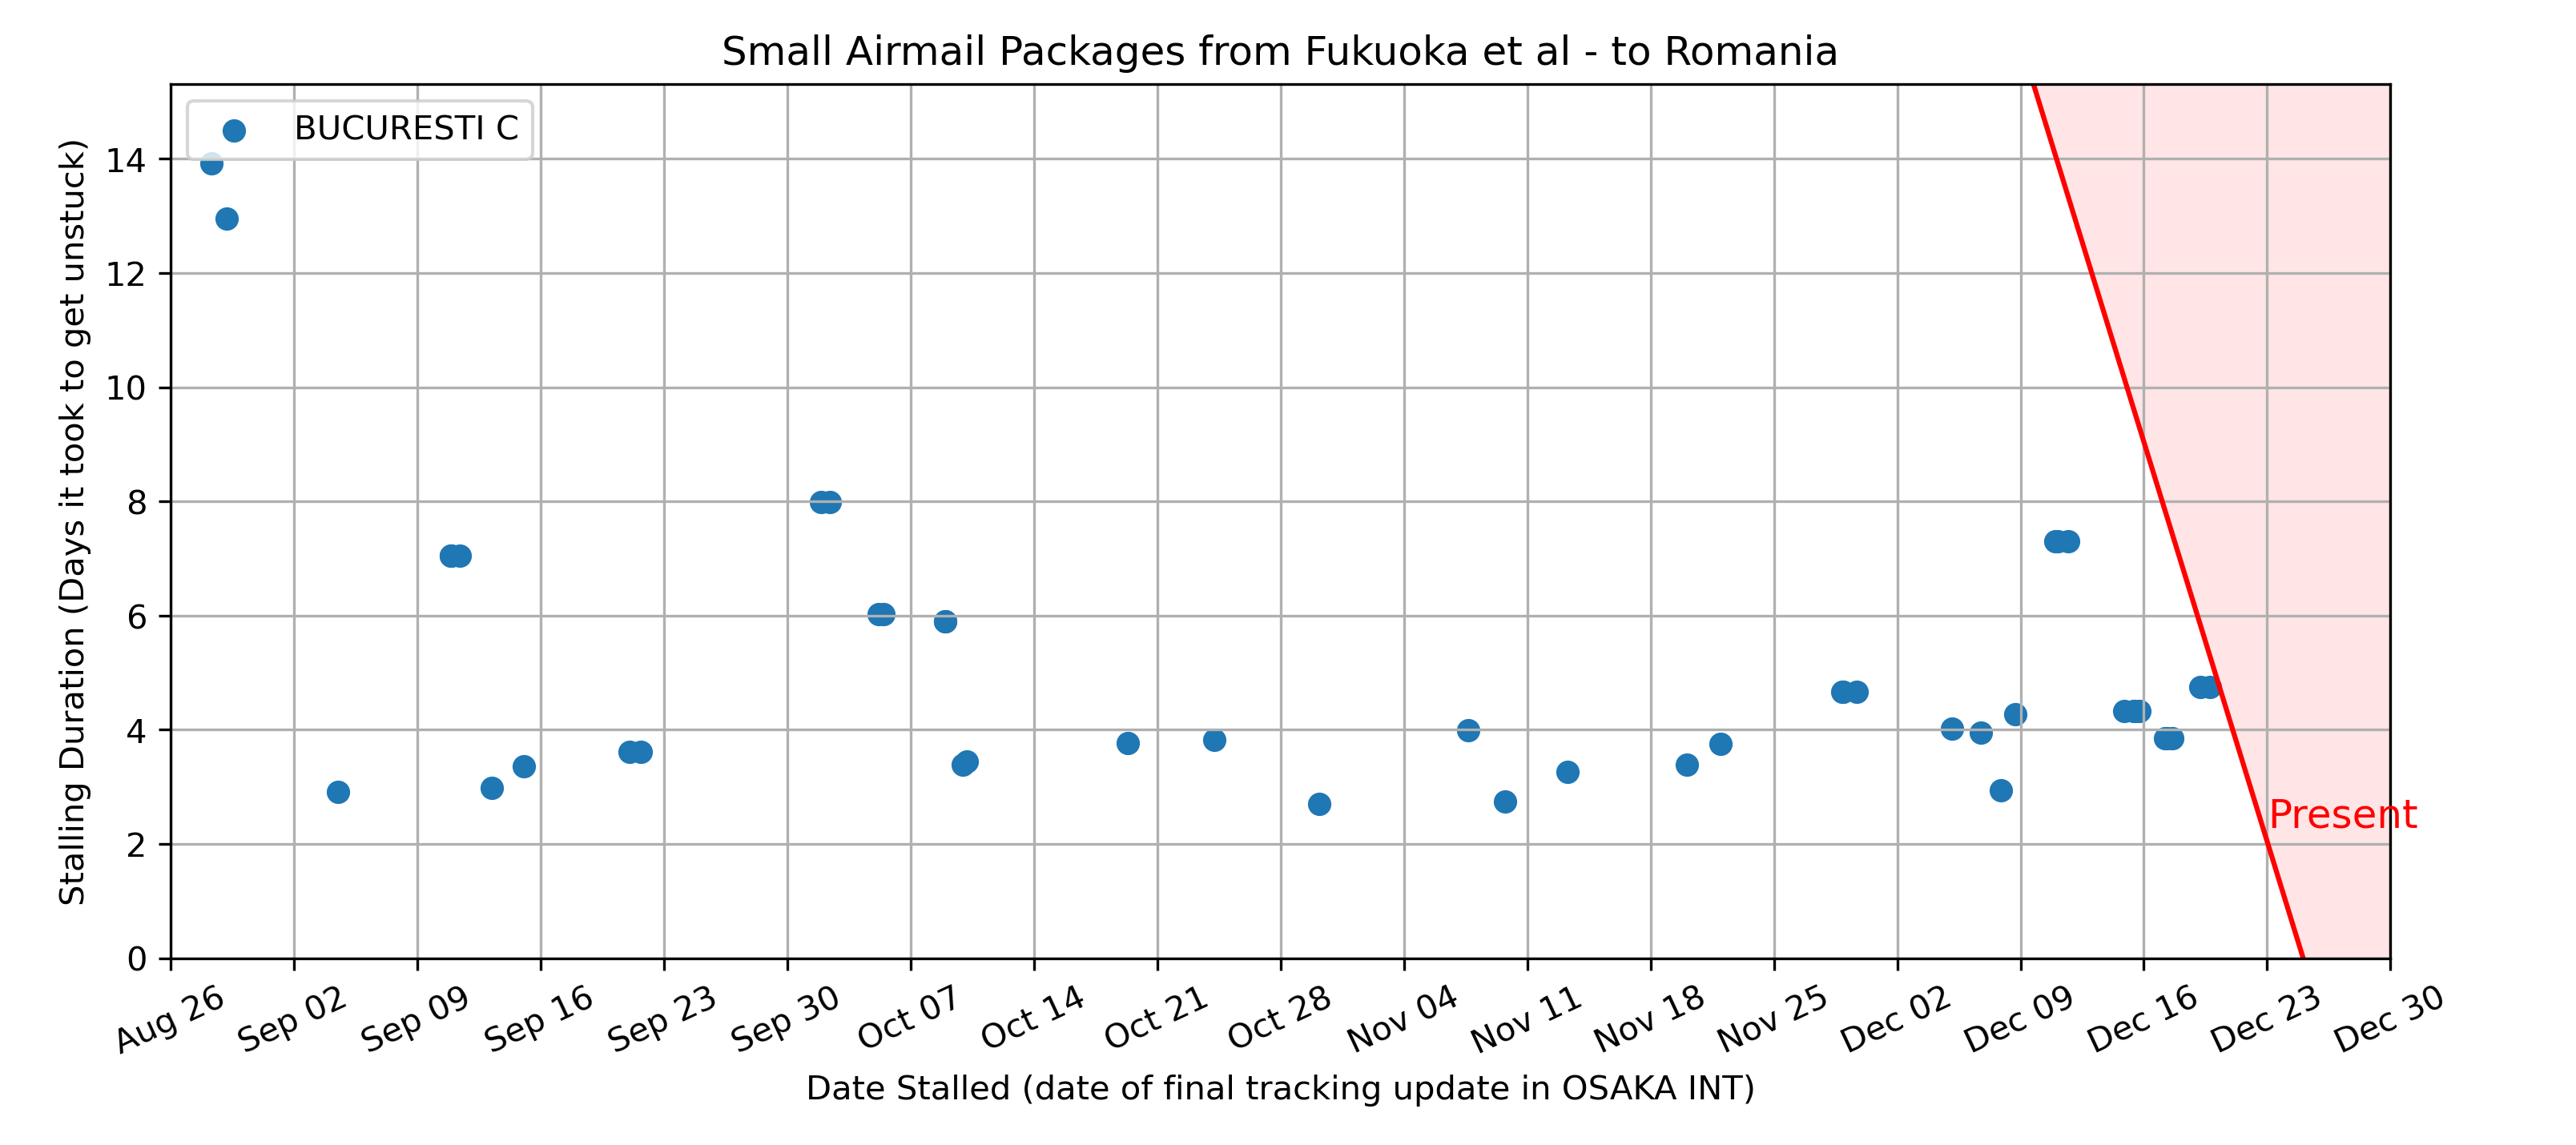 Small Airmail Packages from Fukuoka et al - to Romania
BUCURESTI C
Stalling Duration (Days it took to get unstuck)
14
12
10
8
6
4
2
0
Present
Aug 26
Sep 02
Sep 09
Sep 16
Sep 23
Sep 30
Oct 07
Oct 14
Oct 21
Oct 28
Nov 04
Nov 11
Nov 18
Nov 25
Dec 02
Dec 09
Dec 16
Dec 23
Dec 30
Date Stalled (date of final tracking update in OSAKA INT)